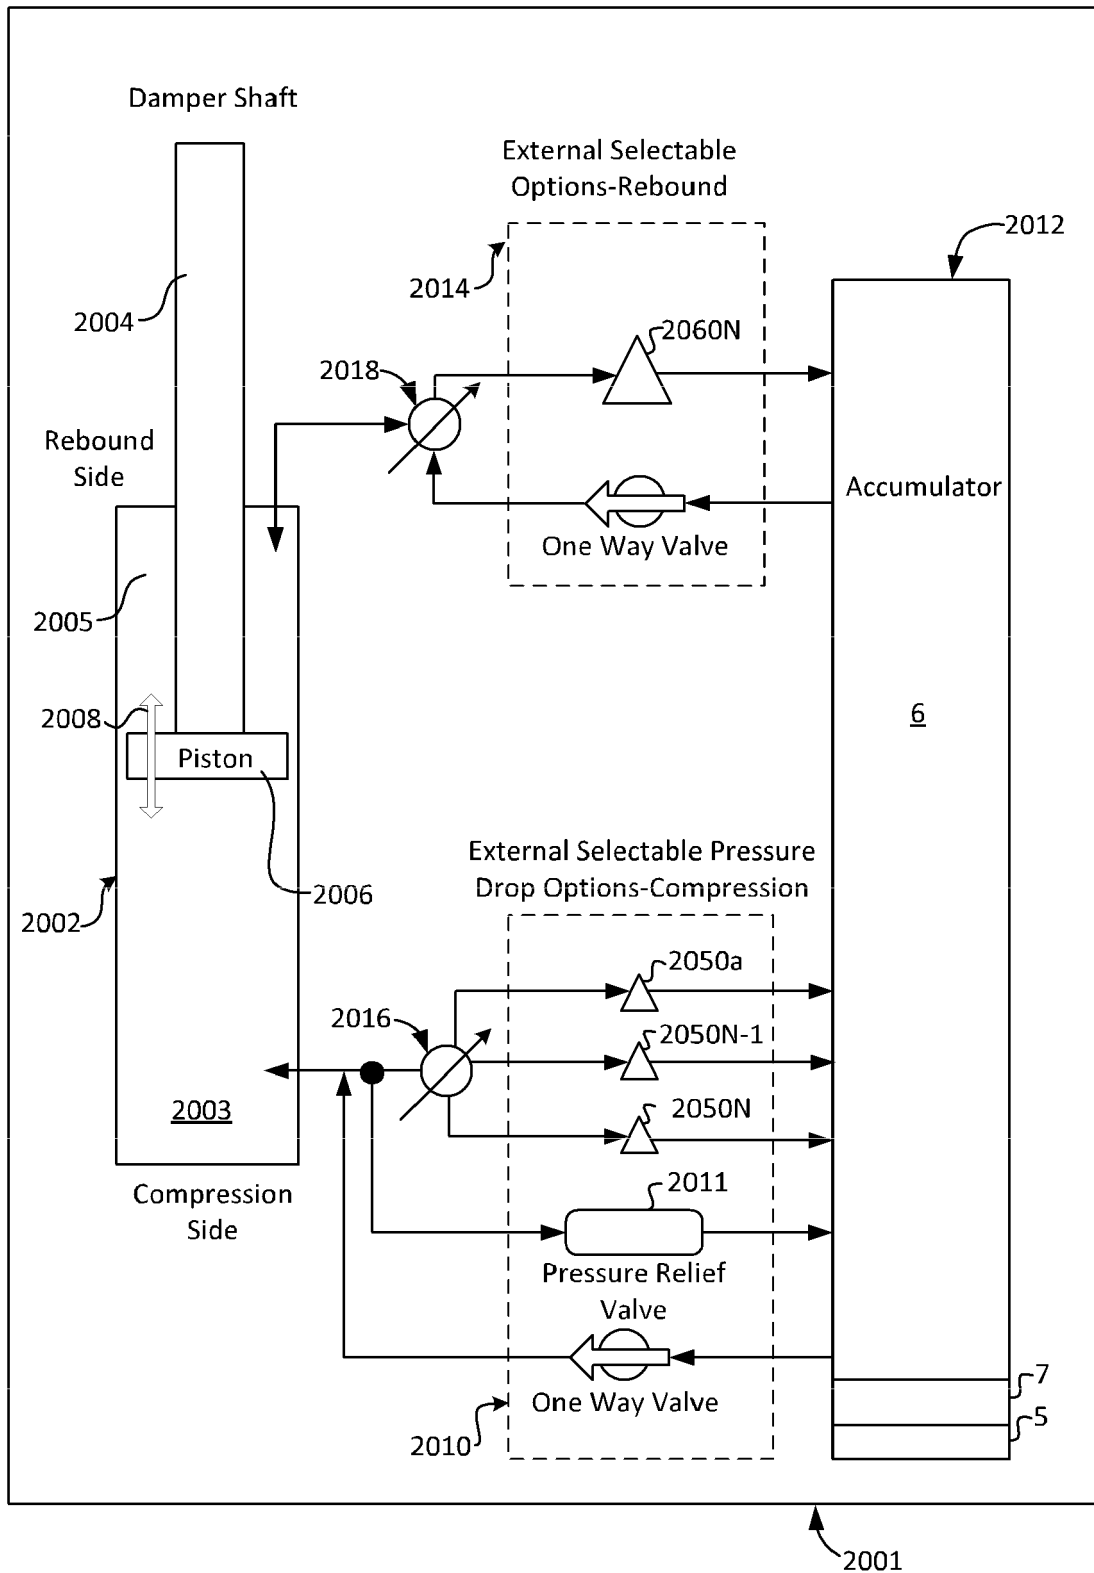 Damper Shaft
External Selectable
Options-Rebound
2012
2014
2004
2060N
2018
Rebound
Side
Accumulator
One Way Valve
2005
2008
6
Piston
External Selectable Pressure
Drop Options-Compression
2006
2002
2050a
2016
2050N-1
2003
2050N
2011
Compression
Side
Pressure Relief
Valve
7
One Way Valve
5
2010
2001